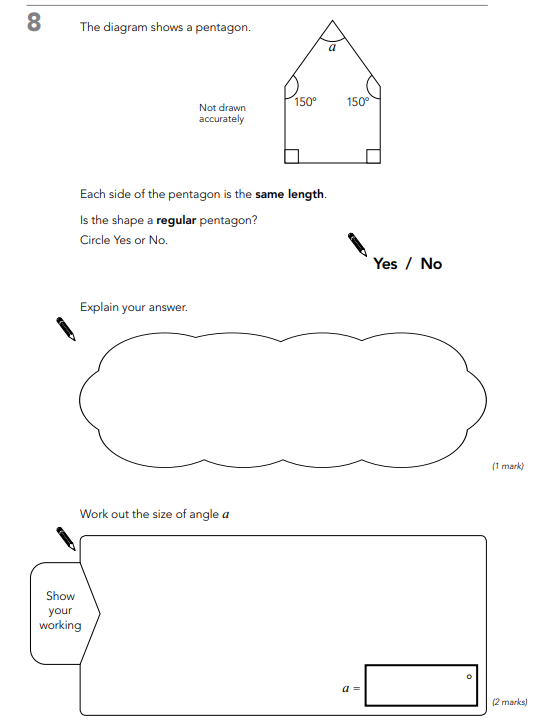 8
The diagram shows a pentagon.
a
150°
150°
Not drawn
accurately
Each side of the pentagon is the same length.
Is the shape a regular pentagon?
Circle Yes or No.
Yes / No
Explain your answer.
(1 mark)
Work out the size of angle a
Show
your
working
a =
°
(2 marks)